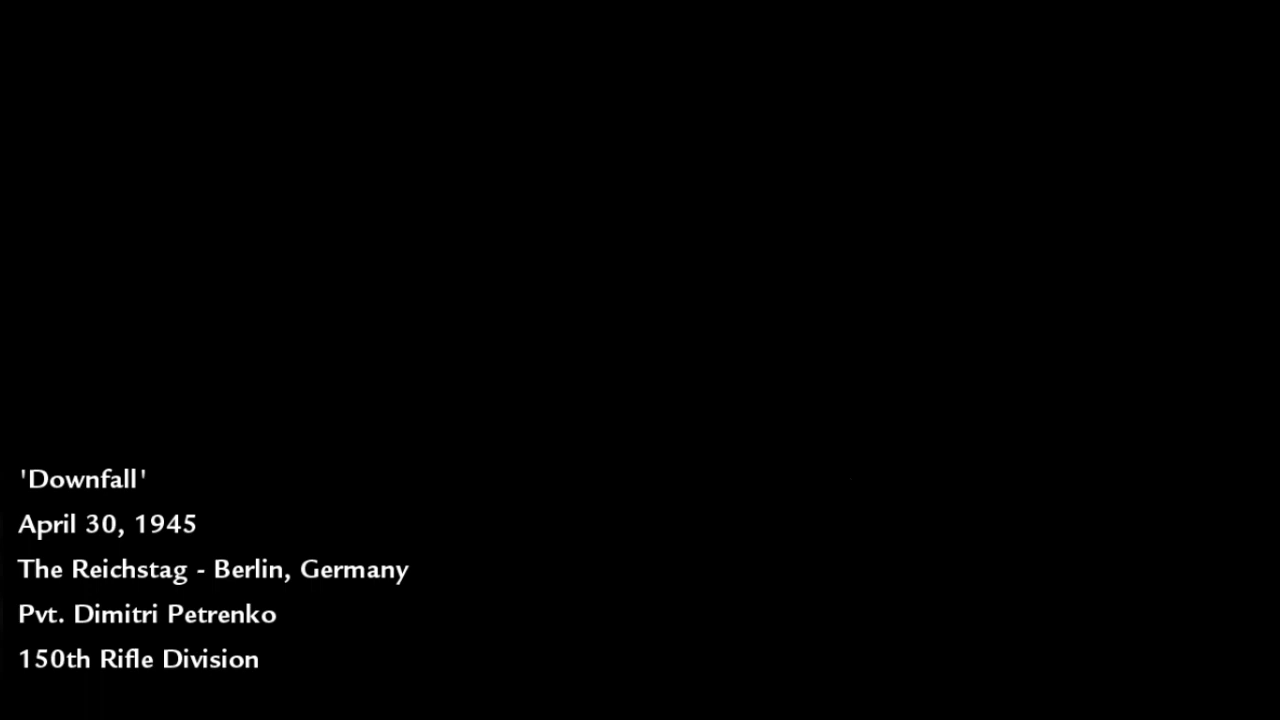 'Downfall'
April 30, 1945
The Reichstag - Berlin, Germany
Pvt. Dimitri Petrenko
150th Rifle Division